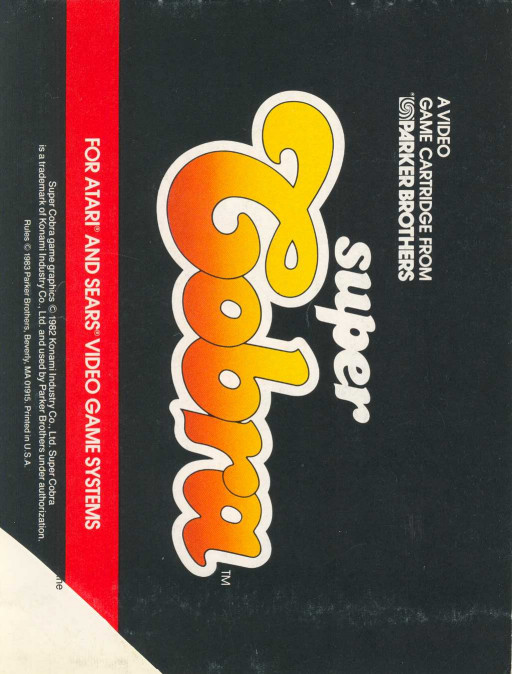 A VIDEO
GAME CARTRIDGE FROM
PARKER BROTHERS®
super
Cobra™
FOR ATARI® AND SEARS® VIDEO GAME SYSTEMS
Super Cobra game graphics © 1982 Konami Industry Co., Ltd. Super Cobra
is a trademark of Konami Industry Co., Ltd. and used by Parker Brothers under authorization.
Rules © 1983 Parker Brothers, Beverly, MA 01915. Printed in U.S.A.